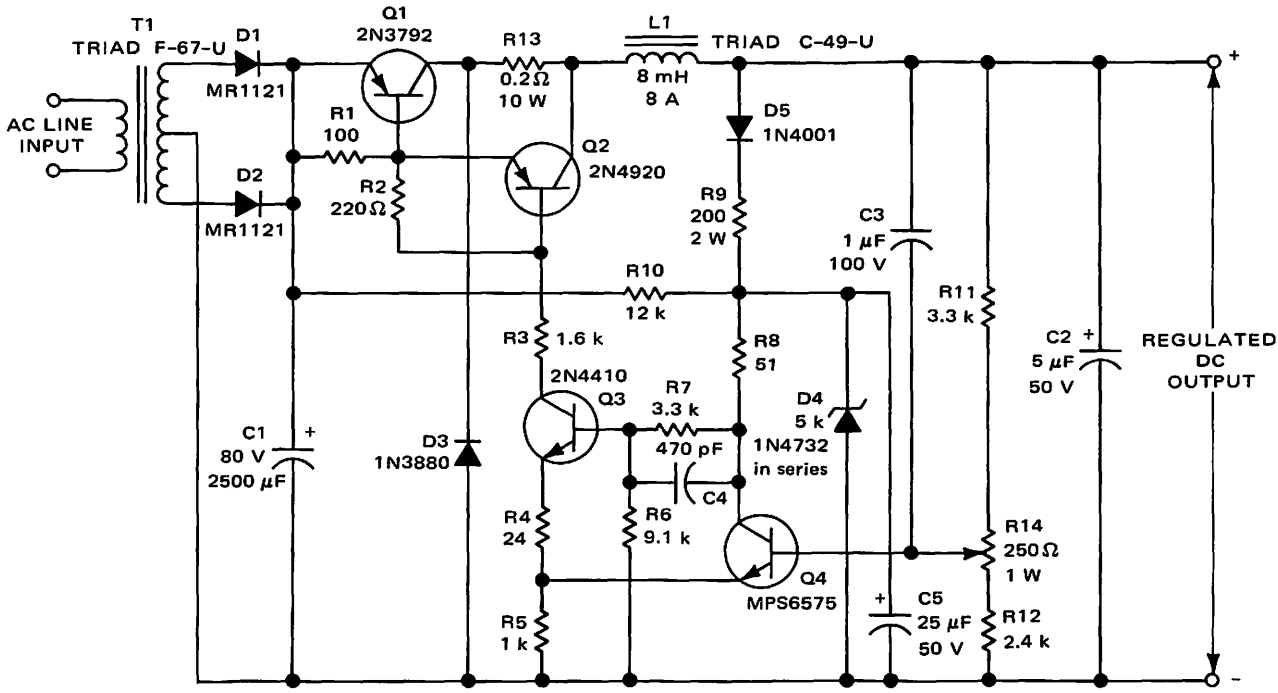 T1
TRIAD F-67-U
D1
MR1121
Q1
2N3792
R13
0.2Ω
10 W
L1
TRIAD C-49-U
8 mH
8 A
+
AC LINE
INPUT
R1
100
D5
1N4001
Q2
2N4920
D2
MR1121
R2
220Ω
R9
200
2 W
C3
1 μF
100 V
R10
12 k
R11
3.3 k
R3
1.6 k
R8
51
C2
+
5 μF
50 V
REGULATED
DC
OUTPUT
2N4410
Q3
R7
3.3 k
470 pF
C4
D4
5 k
1N4732
in series
C1
+
80 V
2500 μF
D3
1N3880
R4
24
R6
9.1 k
R14
250Ω
1 W
Q4
MPS6575
R5
1 k
+
C5
25 μF
50 V
R12
2.4 k
-